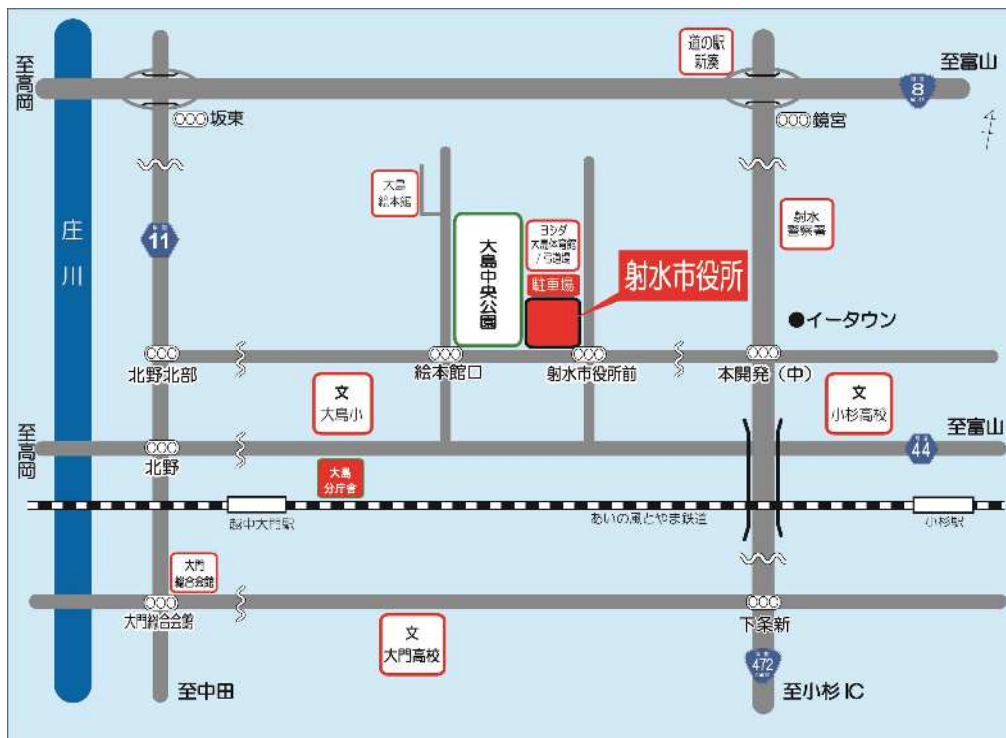 道の駅
新湊
至高岡
至富山
国道
8
坂東
鏡宮
大島
絵本館
射水
警察署
11
庄川
大島中央公園
ヨシダ
大島体育館
/弓道場
駐車場
射水市役所
●イータウン
北野北部
絵本館口
射水市役所前
本開発(中)
文
大島小
文
小杉高校
至高岡
至富山
44
北野
大島
分庁舎
越中大門駅
あいの風とやま鉄道
小杉駅
大門
総合会館
大門総合会館
下条新
文
大門高校
472
至中田
至小杉IC